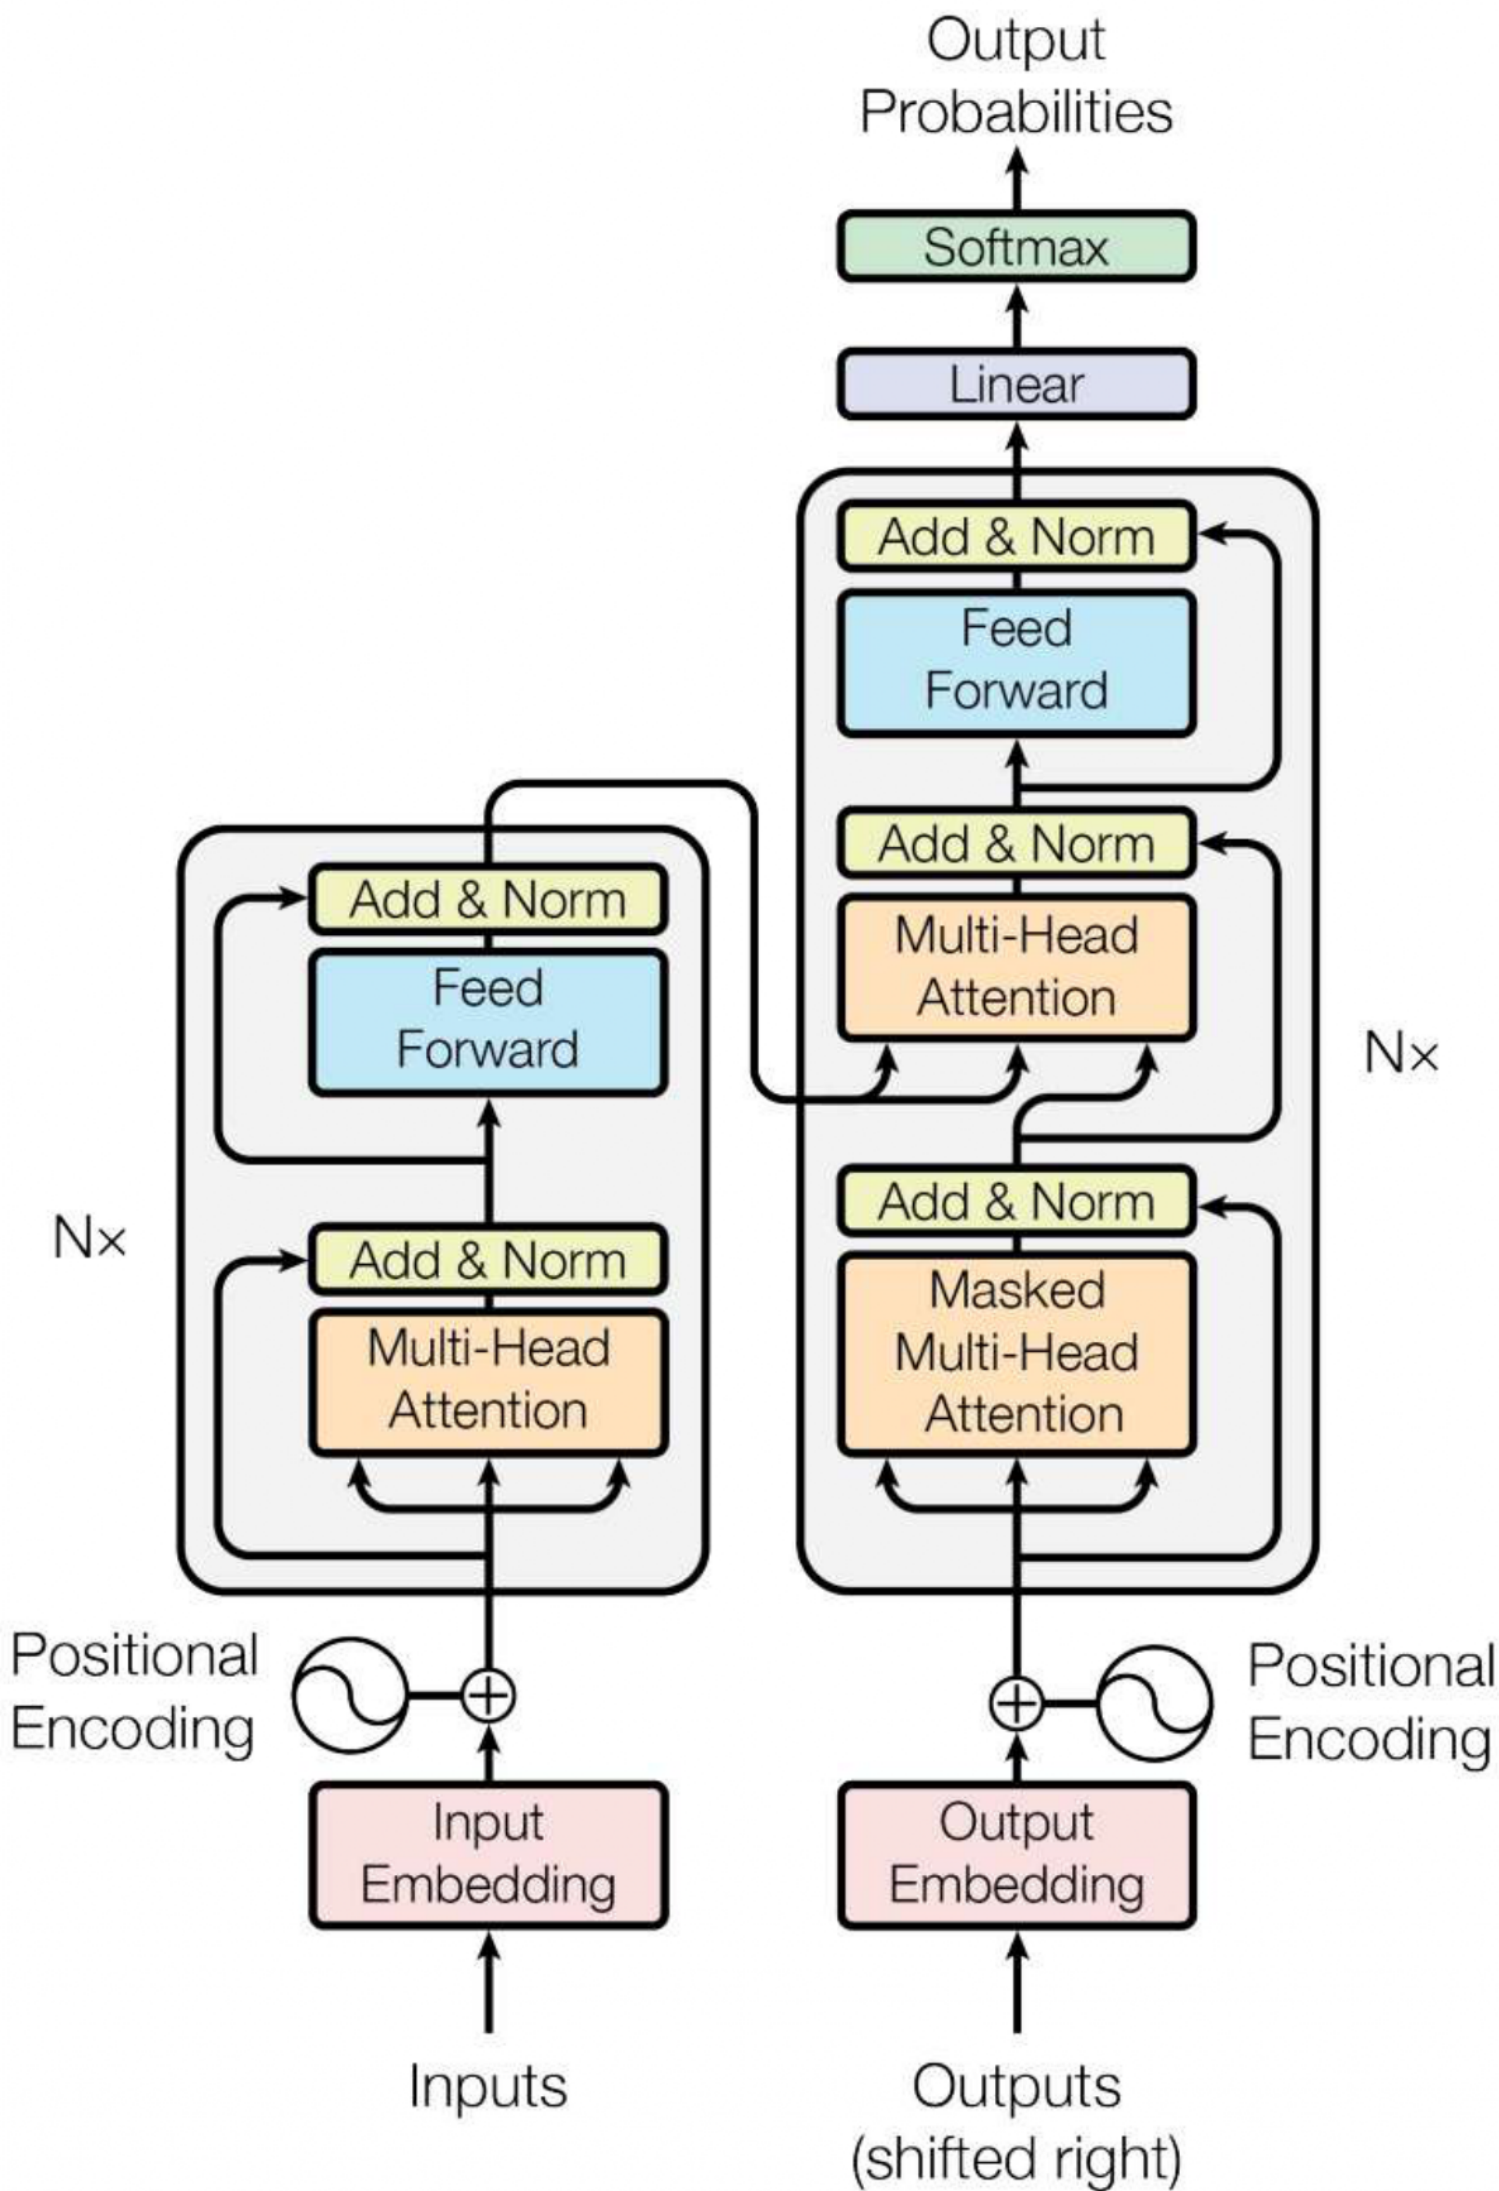 Output
Probabilities
Softmax
Linear
Add & Norm
Feed
Forward
Add & Norm
Multi-Head
Attention
Nx
Add & Norm
Masked
Multi-Head
Attention
Add & Norm
Feed
Forward
Nx
Add & Norm
Multi-Head
Attention
Positional
Encoding
Positional
Encoding
Input
Embedding
Output
Embedding
Inputs
Outputs
(shifted right)